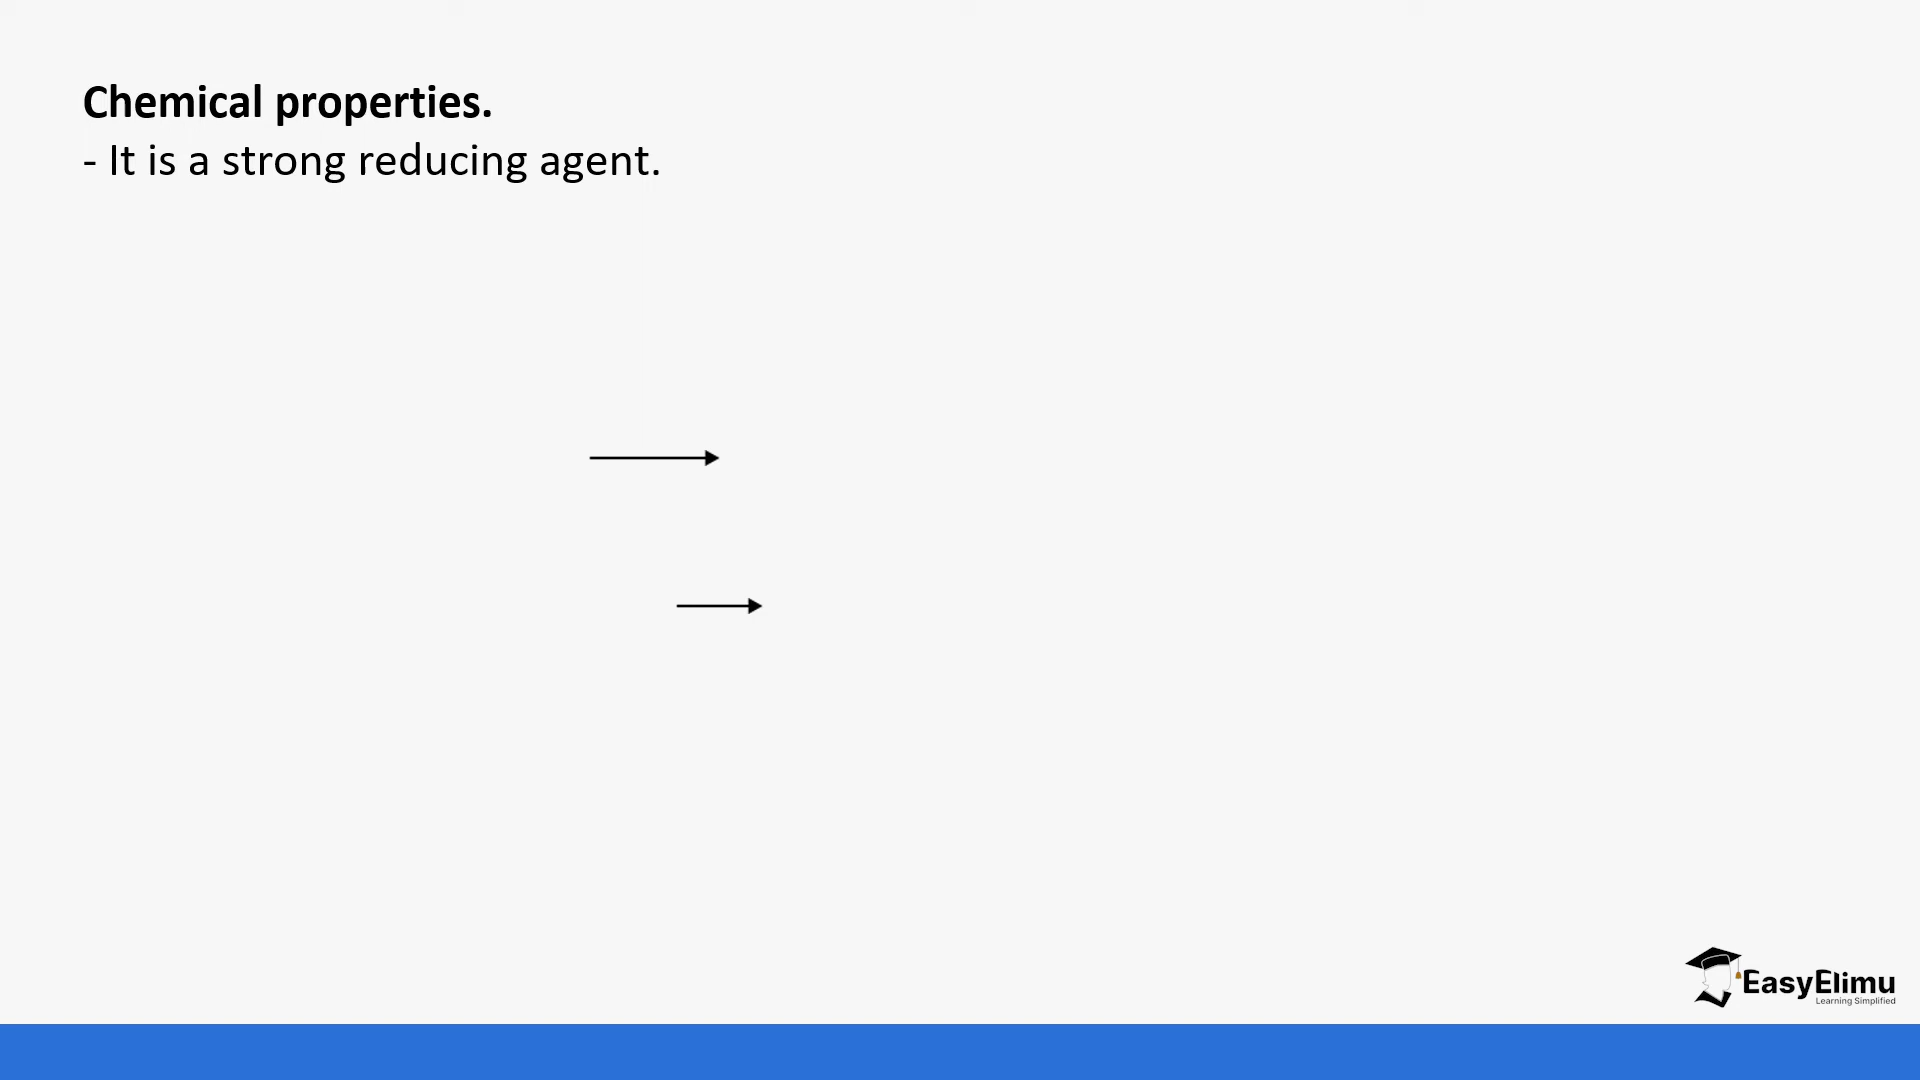 Chemical properties.
- It is a strong reducing agent.
EasyElimu
Learning Simplified